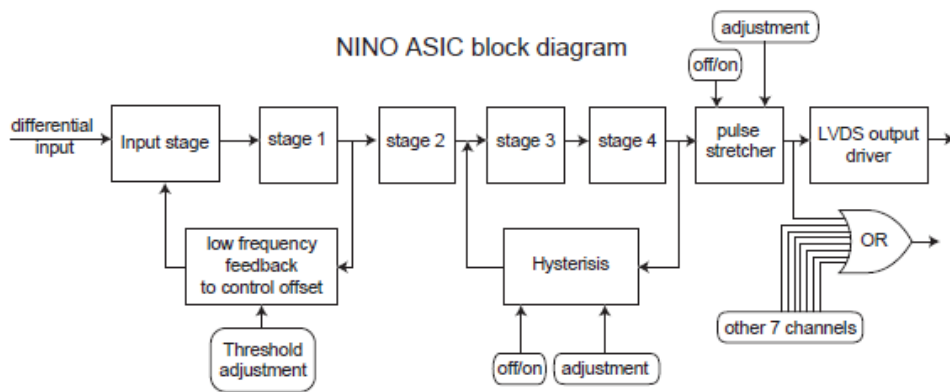 NINO ASIC block diagram
adjustment
off/on
differential
input
Input stage
stage 1
stage 2
stage 3
stage 4
pulse
stretcher
LVDS output
driver
low frequency
feedback
to control offset
Hysterisis
OR
Threshold
adjustment
off/on
adjustment
other 7 channels